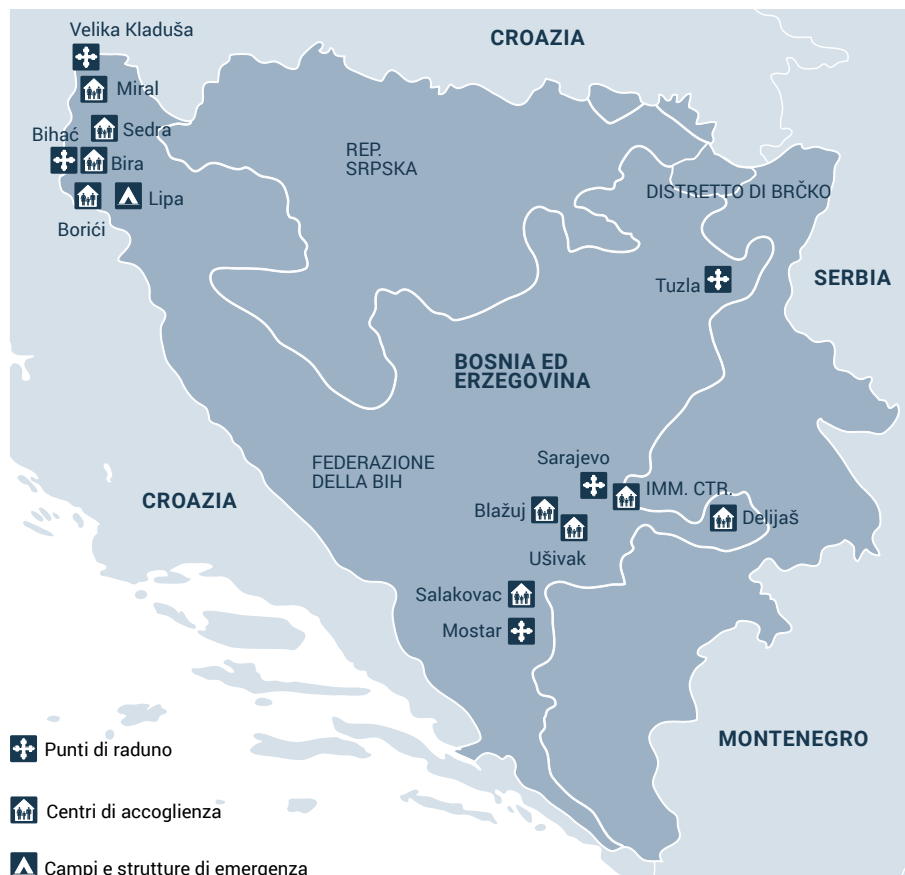 Velika Kladuša
CROAZIA
Miral
Sedra
Bihać
Bira
REP.
SRPSKA
Lipa
DISTRETTO DI BRČKO
Borići
SERBIA
Tuzla
BOSNIA ED
ERZEGOVINA
Sarajevo
FEDERAZIONE
DELLA BIH
IMM. CTR.
CROAZIA
Blažuj
Delijaš
Ušivak
Salakovac
Mostar
MONTENEGRO
Punti di raduno
Centri di accoglienza
Campi e strutture di emergenza